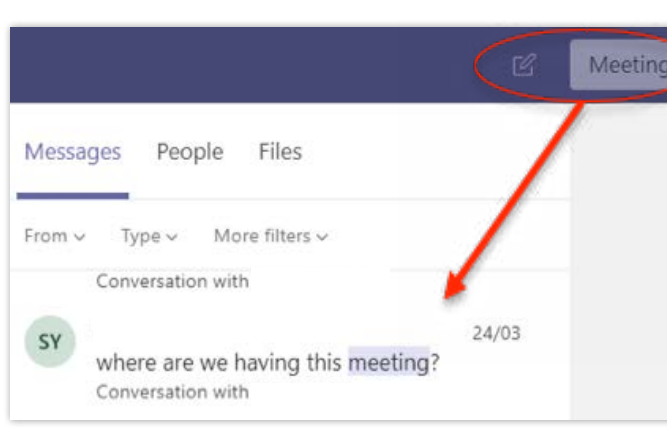 Meeting
Messages People Files
From Type More filters
Conversation with
SY
24/03
where are we having this meeting?
Conversation with